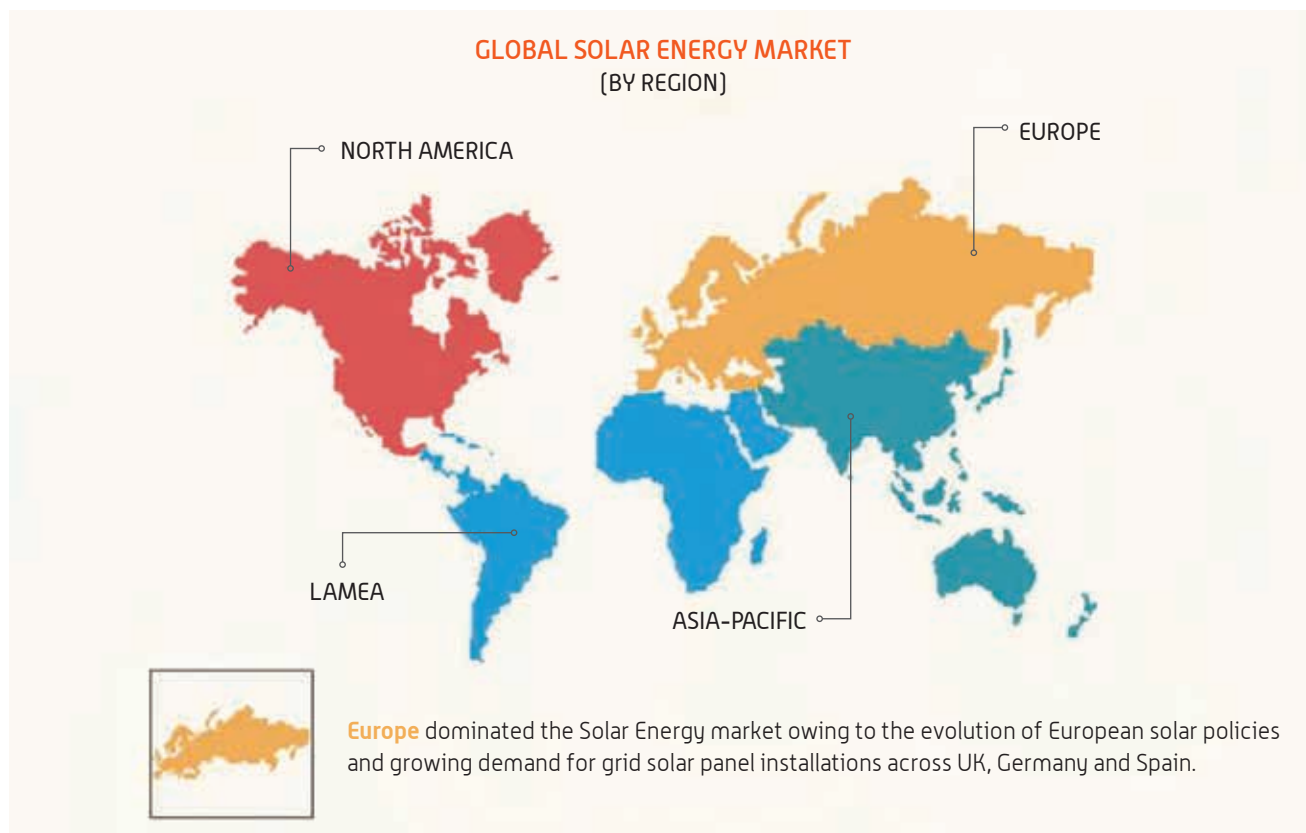 GLOBAL SOLAR ENERGY MARKET
(BY REGION)
EUROPE
NORTH AMERICA
LAMEA
ASIA-PACIFIC
Europe dominated the Solar Energy market owing to the evolution of European solar policies
and growing demand for grid solar panel installations across UK, Germany and Spain.